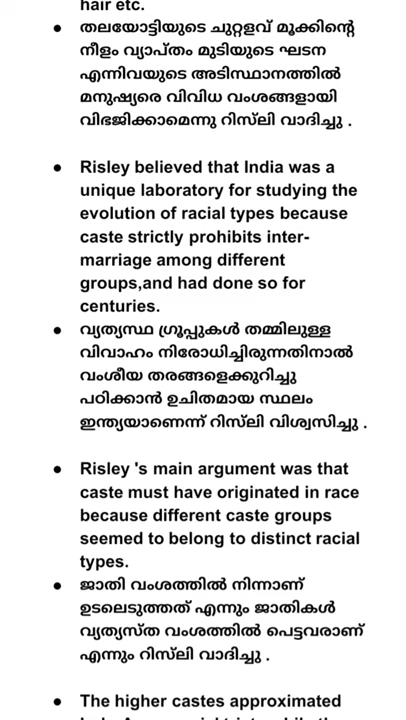 hair etc.
● തലയോട്ടിയുടെ ചുറ്റളവ് മൂക്കിന്റെ
നീളം വ്യാപ്തം മുടിയുടെ ഘടന
എന്നിവയുടെ അടിസ്ഥാനത്തിൽ
മനുഷ്യരെ വിവിധ വംശങ്ങളായി
വിഭജിക്കാമെന്നു റിസ്‌ലി വാദിച്ചു .
● Risley believed that India was a
unique laboratory for studying the
evolution of racial types because
caste strictly prohibits inter-
marriage among different
groups,and had done so for
centuries.
● വ്യത്യസ്ഥ ഗ്രൂപ്പുകൾ തമ്മിലുള്ള
വിവാഹം നിരോധിച്ചിരുന്നതിനാൽ
വംശീയ തരങ്ങളെക്കുറിച്ചു
പഠിക്കാൻ ഉചിതമായ സ്ഥലം
ഇന്ത്യയാണെന്ന് റിസ്‌ലി വിശ്വസിച്ചു .
● Risley 's main argument was that
caste must have originated in race
because different caste groups
seemed to belong to distinct racial
types.
● ജാതി വംശത്തിൽ നിന്നാണ്
ഉടലെടുത്തത് എന്നും ജാതികൾ
വ്യത്യസ്ത വംശത്തിൽ പെട്ടവരാണ്
എന്നും റിസ്‌ലി വാദിച്ചു .
● The higher castes approximated